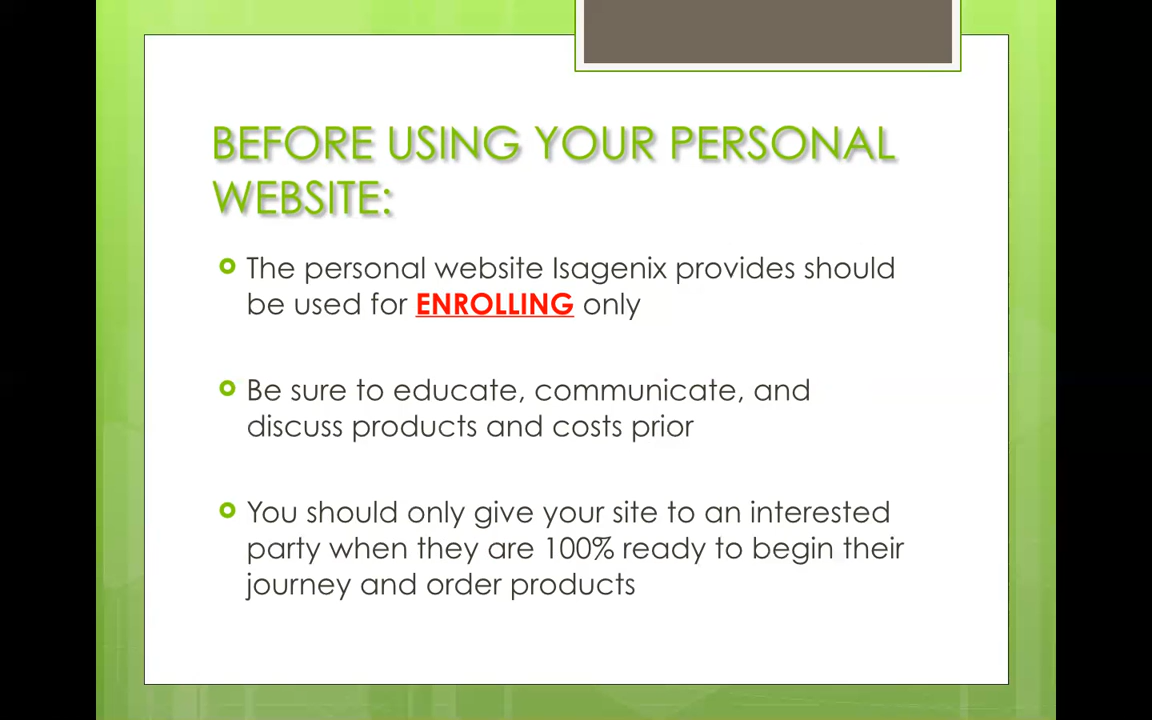 BEFORE USING YOUR PERSONAL
WEBSITE:
The personal website Isagenix provides should
be used for ENROLLING only
Be sure to educate, communicate, and
discuss products and costs prior
You should only give your site to an interested
party when they are 100% ready to begin their
journey and order products